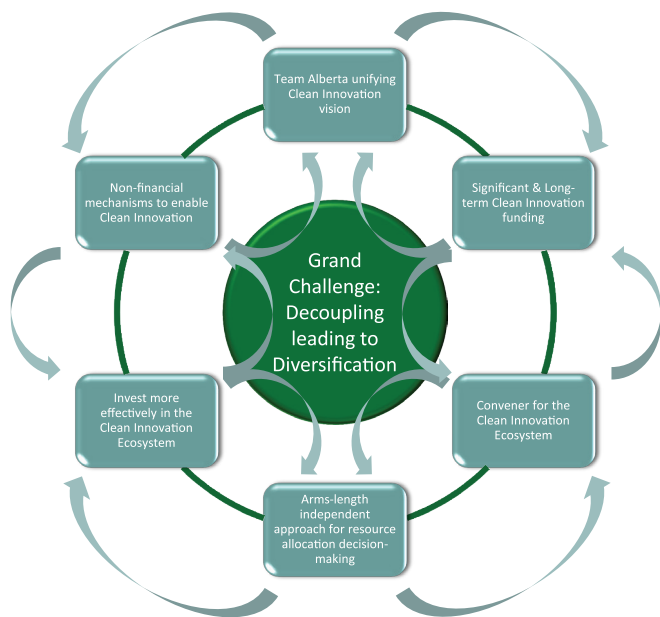 Team Alberta unifying
Clean Innovation
vision
Non-financial
mechanisms to enable
Clean Innovation
Significant & Long-
term Clean Innovation
funding
Grand
Challenge:
Decoupling
leading to
Diversification
Invest more
effectively in the
Clean Innovation
Ecosystem
Convener for the
Clean Innovation
Ecosystem
Arms-length
independent
approach for resource
allocation decision-
making